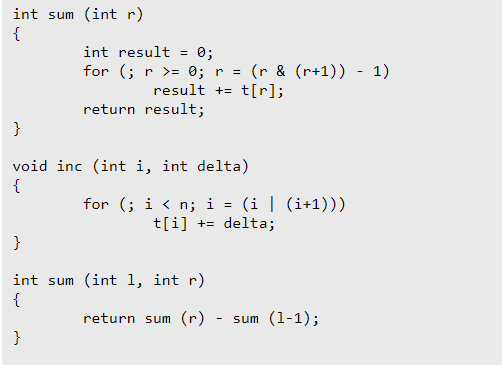 int sum (int r)
{
        int result = 0;
        for (; r >= 0; r = (r & (r+1)) - 1)
                result += t[r];
        return result;
}

void inc (int i, int delta)
{
        for (; i < n; i = (i | (i+1)))
                t[i] += delta;
}

int sum (int l, int r)
{
        return sum (r) - sum (l-1);
}